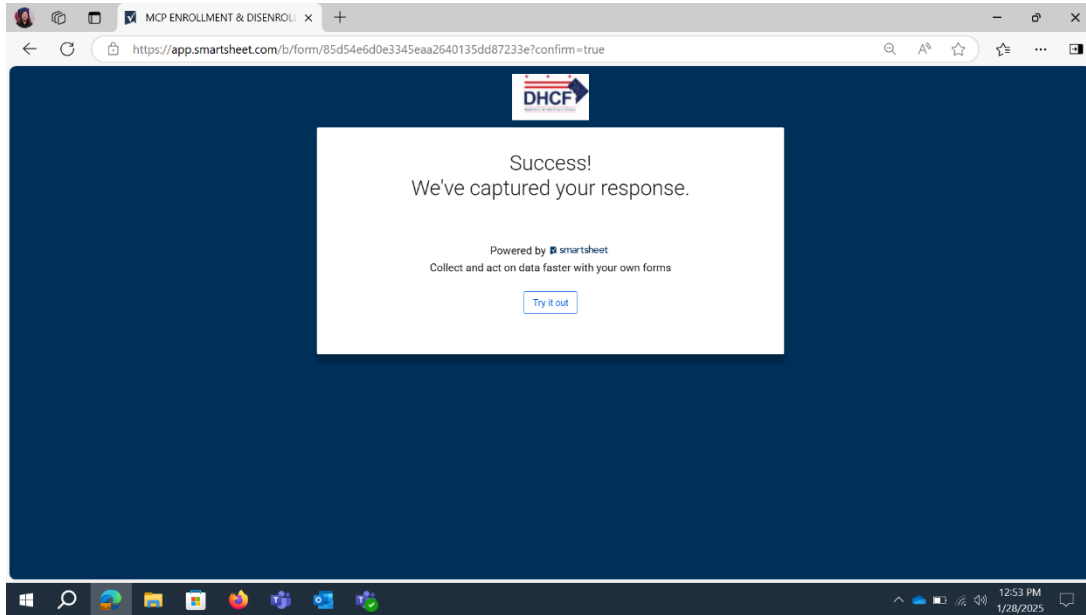 MCP ENROLLMENT & DISENROLL
https://app.smartsheet.com/b/form/85d54e6d0e3345eaa2640135dd87233e?confirm=true
DHCF
Success!
We've captured your response.
Powered by smartsheet
Collect and act on data faster with your own forms
Try it out
12:53 PM
1/28/2025